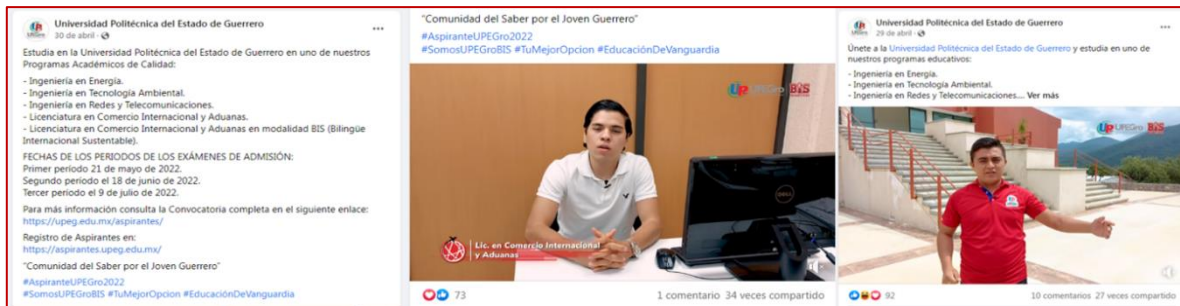 Universidad Politécnica del Estado de Guerrero
30 de abril ·
Estudia en la Universidad Politécnica del Estado de Guerrero en uno de nuestros
Programas Académicos de Calidad:
- Ingeniería en Energía.
- Ingeniería en Tecnología Ambiental.
- Ingeniería en Redes y Telecomunicaciones.
- Licenciatura en Comercio Internacional y Aduanas.
- Licenciatura en Comercio Internacional y Aduanas en modalidad BIS (Bilingüe
Internacional Sustentable).
FECHAS DE LOS PERIODOS DE LOS EXÁMENES DE ADMISIÓN:
Primer período 21 de mayo de 2022.
Segundo período el 18 de junio de 2022.
Tercer período el 9 de julio de 2022.
Para más información consulta la Convocatoria completa en el siguiente enlace:
https://upeg.edu.mx/aspirantes/
Registro de Aspirantes en:
https://aspirantes.upeg.edu.mx/
"Comunidad del Saber por el Joven Guerrero"
#AspiranteUPEGro2022
#SomosUPEGroBIS #TuMejorOpcion #EducaciónDeVanguardia
"Comunidad del Saber por el Joven Guerrero"
#AspiranteUPEGro2022
#SomosUPEGroBIS #TuMejorOpcion #EducaciónDeVanguardia
UP UPEGro BIS
DELL
Lic. en Comercio Internacional
y Aduanas
73 1 comentario 34 veces compartido
Universidad Politécnica del Estado de Guerrero
29 de abril ·
Únete a la Universidad Politécnica del Estado de Guerrero y estudia en uno de
nuestros programas educativos:
- Ingeniería en Energía.
- Ingeniería en Tecnología Ambiental.
- Ingeniería en Redes y Telecomunicaciones.... Ver más
UP UPEGro BIS
92 10 comentarios 27 veces compartido